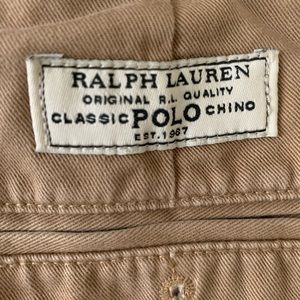 RALPH LAUREN
ORIGINAL R.L. QUALITY
CLASSIC POLO CHINO
EST. 1967